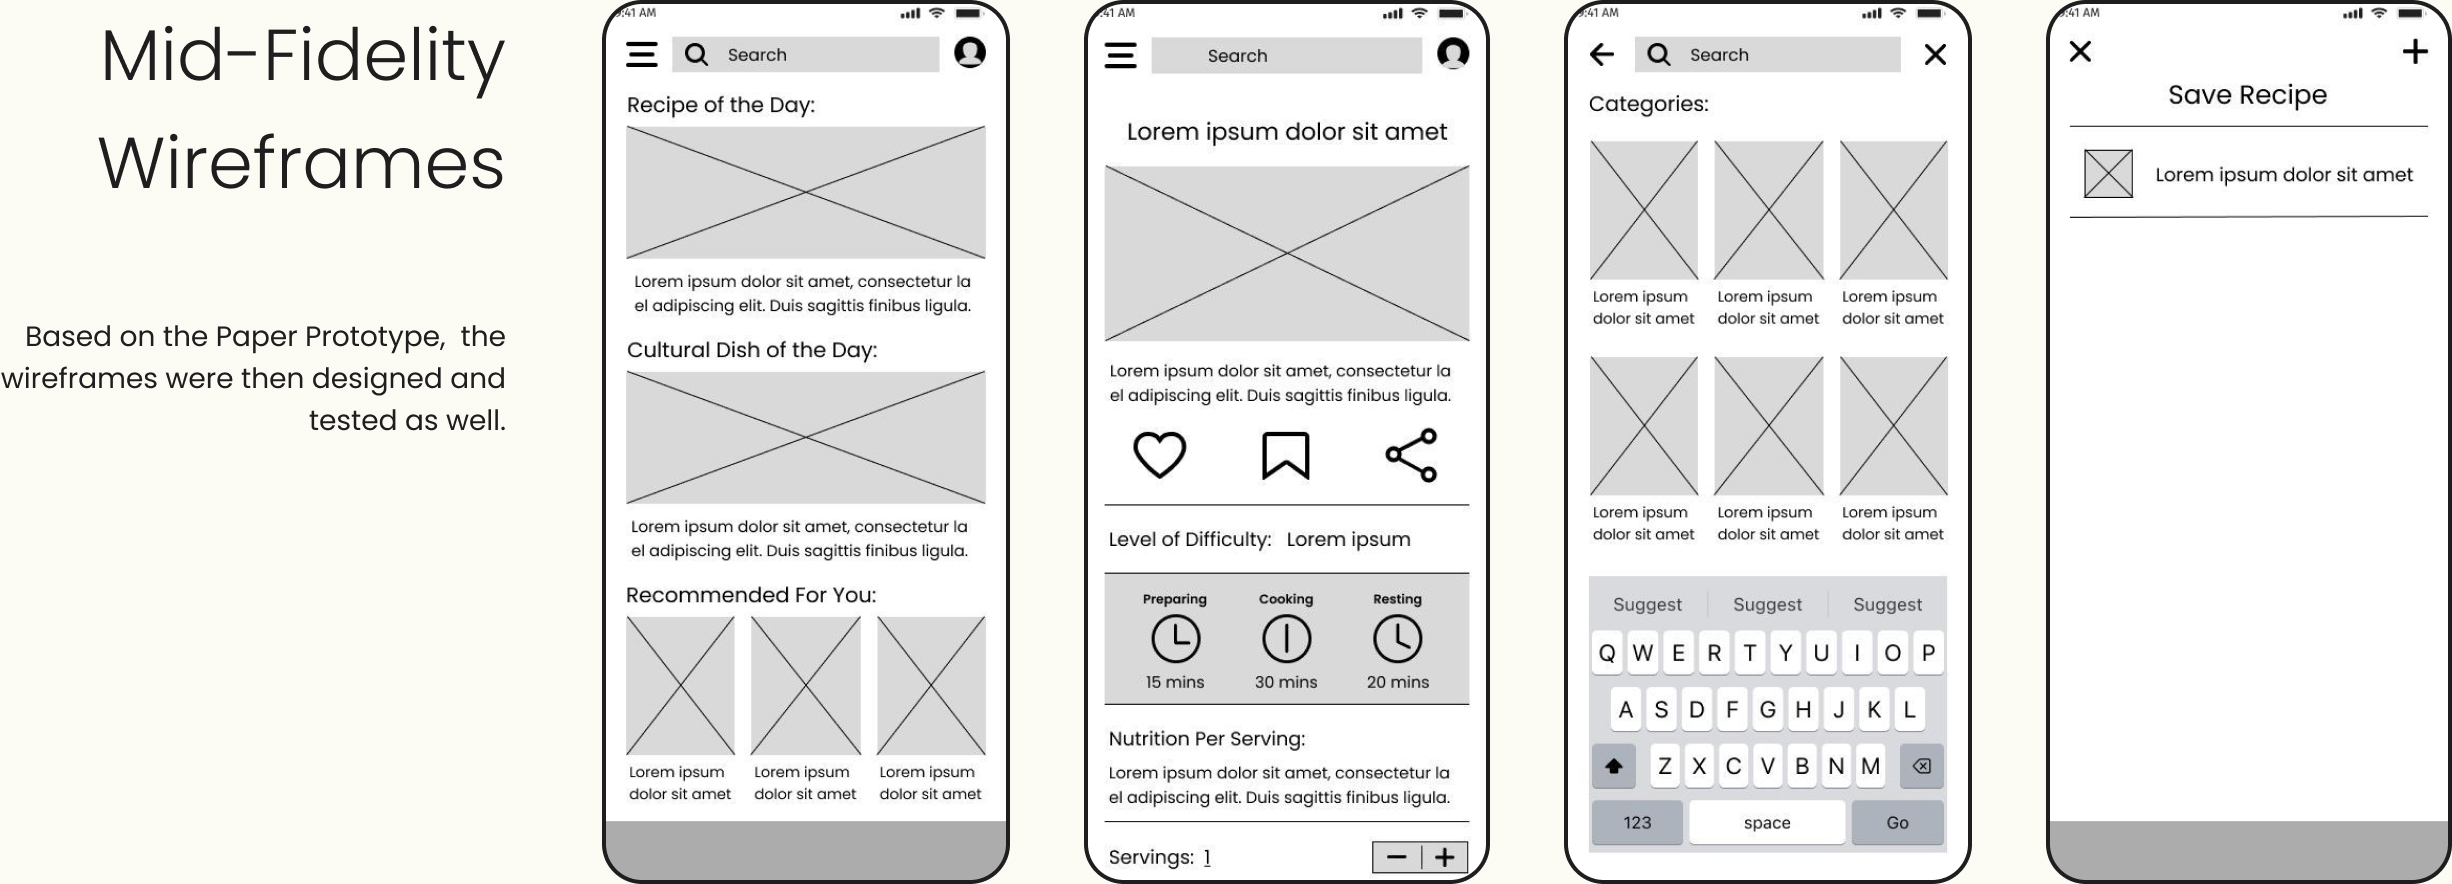 Mid-Fidelity
Wireframes
Based on the Paper Prototype,  the
wireframes were then designed and
tested as well.
9:41 AM
Search
Recipe of the Day:
Lorem ipsum dolor sit amet, consectetur la
el adipiscing elit. Duis sagittis finibus ligula.
Cultural Dish of the Day:
Lorem ipsum dolor sit amet, consectetur la
el adipiscing elit. Duis sagittis finibus ligula.
Recommended For You:
Lorem ipsum
dolor sit amet
Lorem ipsum
dolor sit amet
Lorem ipsum
dolor sit amet
9:41 AM
Search
Lorem ipsum dolor sit amet
Lorem ipsum dolor sit amet, consectetur la
el adipiscing elit. Duis sagittis finibus ligula.
Level of Difficulty: Lorem ipsum
Preparing Cooking Resting
15 mins 30 mins 20 mins
Nutrition Per Serving:
Lorem ipsum dolor sit amet, consectetur la
el adipiscing elit. Duis sagittis finibus ligula.
Servings: 1
9:41 AM
Search
Categories:
Lorem ipsum
dolor sit amet
Lorem ipsum
dolor sit amet
Lorem ipsum
dolor sit amet
Lorem ipsum
dolor sit amet
Lorem ipsum
dolor sit amet
Lorem ipsum
dolor sit amet
Suggest Suggest Suggest
Q W E R T Y U I O P
A S D F G H J K L
Z X C V B N M
123 space Go
9:41 AM
Save Recipe
Lorem ipsum dolor sit amet